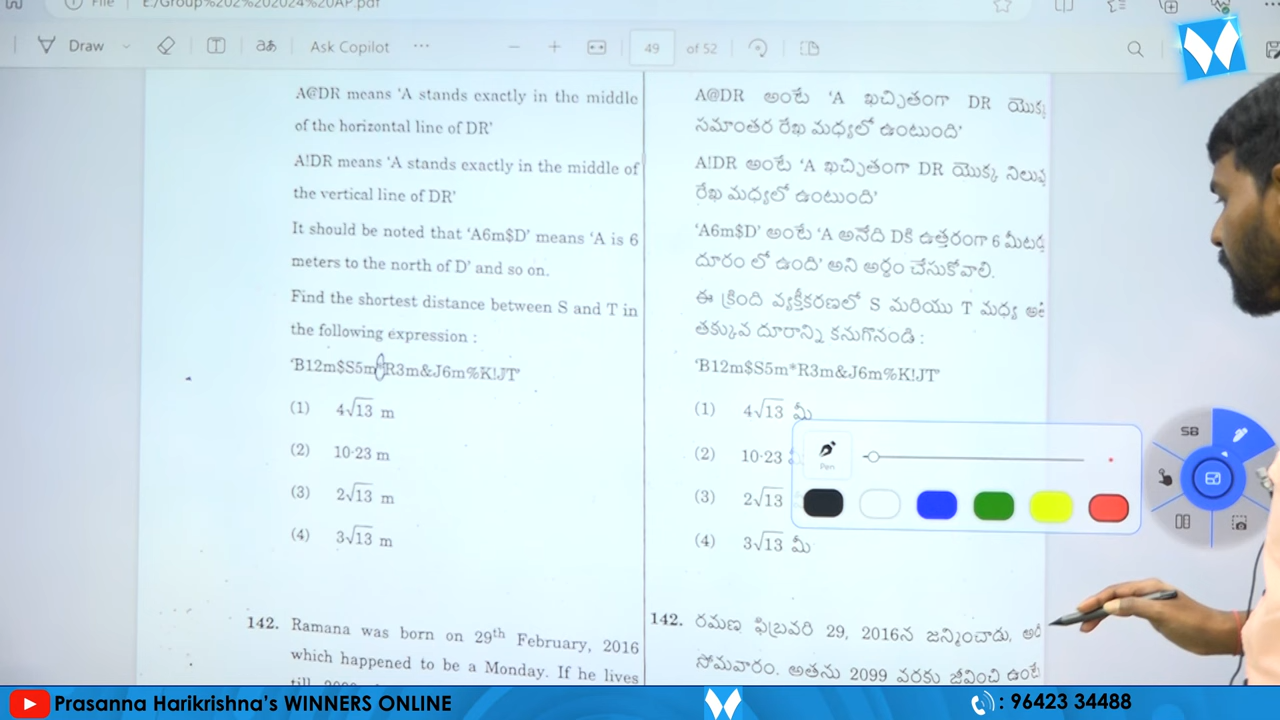 File
E:/Group%202%202024%20AP.pdf
Draw
Ask Copilot
49
of 52
A@DR means 'A stands exactly in the middle
of the horizontal line of DR'
A!DR means 'A stands exactly in the middle of
the vertical line of DR'
It should be noted that 'A6m$D' means 'A is 6
meters to the north of D' and so on.
Find the shortest distance between S and T in
the following expression :
'B12m$S5m*R3m&J6m%K!JT'
(1) 4√13 m
(2) 10·23 m
(3) 2√13 m
(4) 3√13 m
142. Ramana was born on 29th February, 2016
which happened to be a Monday. If he lives
A@DR అంటే 'A ఖచ్చితంగా DR యొక్క
సమాంతర రేఖ మధ్యలో ఉంటుంది'
A!DR అంటే 'A ఖచ్చితంగా DR యొక్క నిలువు
రేఖ మధ్యలో ఉంటుంది'
'A6m$D' అంటే 'A అనేది Dకి ఉత్తరంగా 6 మీటర్ల
దూరం లో ఉంది' అని అర్థం చేసుకోవాలి.
ఈ క్రింది వ్యక్తీకరణలో S మరియు T మధ్య
తక్కువ దూరాన్ని కనుగొనండి :
'B12m$S5m*R3m&J6m%K!JT'
(1) 4√13 మీ
(2) 10·23
(3) 2√13
(4) 3√13 మీ
142. రమణ ఫిబ్రవరి 29, 2016న జన్మించాడు,
సోమవారం. అతను 2099 వరకు జీవించి ఉంటే
Pen
SB
Prasanna Harikrishna's WINNERS ONLINE
: 96423 34488